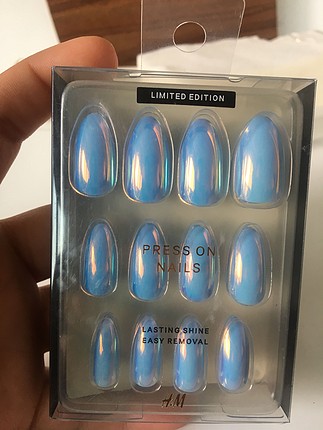 LIMITED EDITION
PRESS ON
NAILS
LASTING SHINE
EASY REMOVAL
H&M